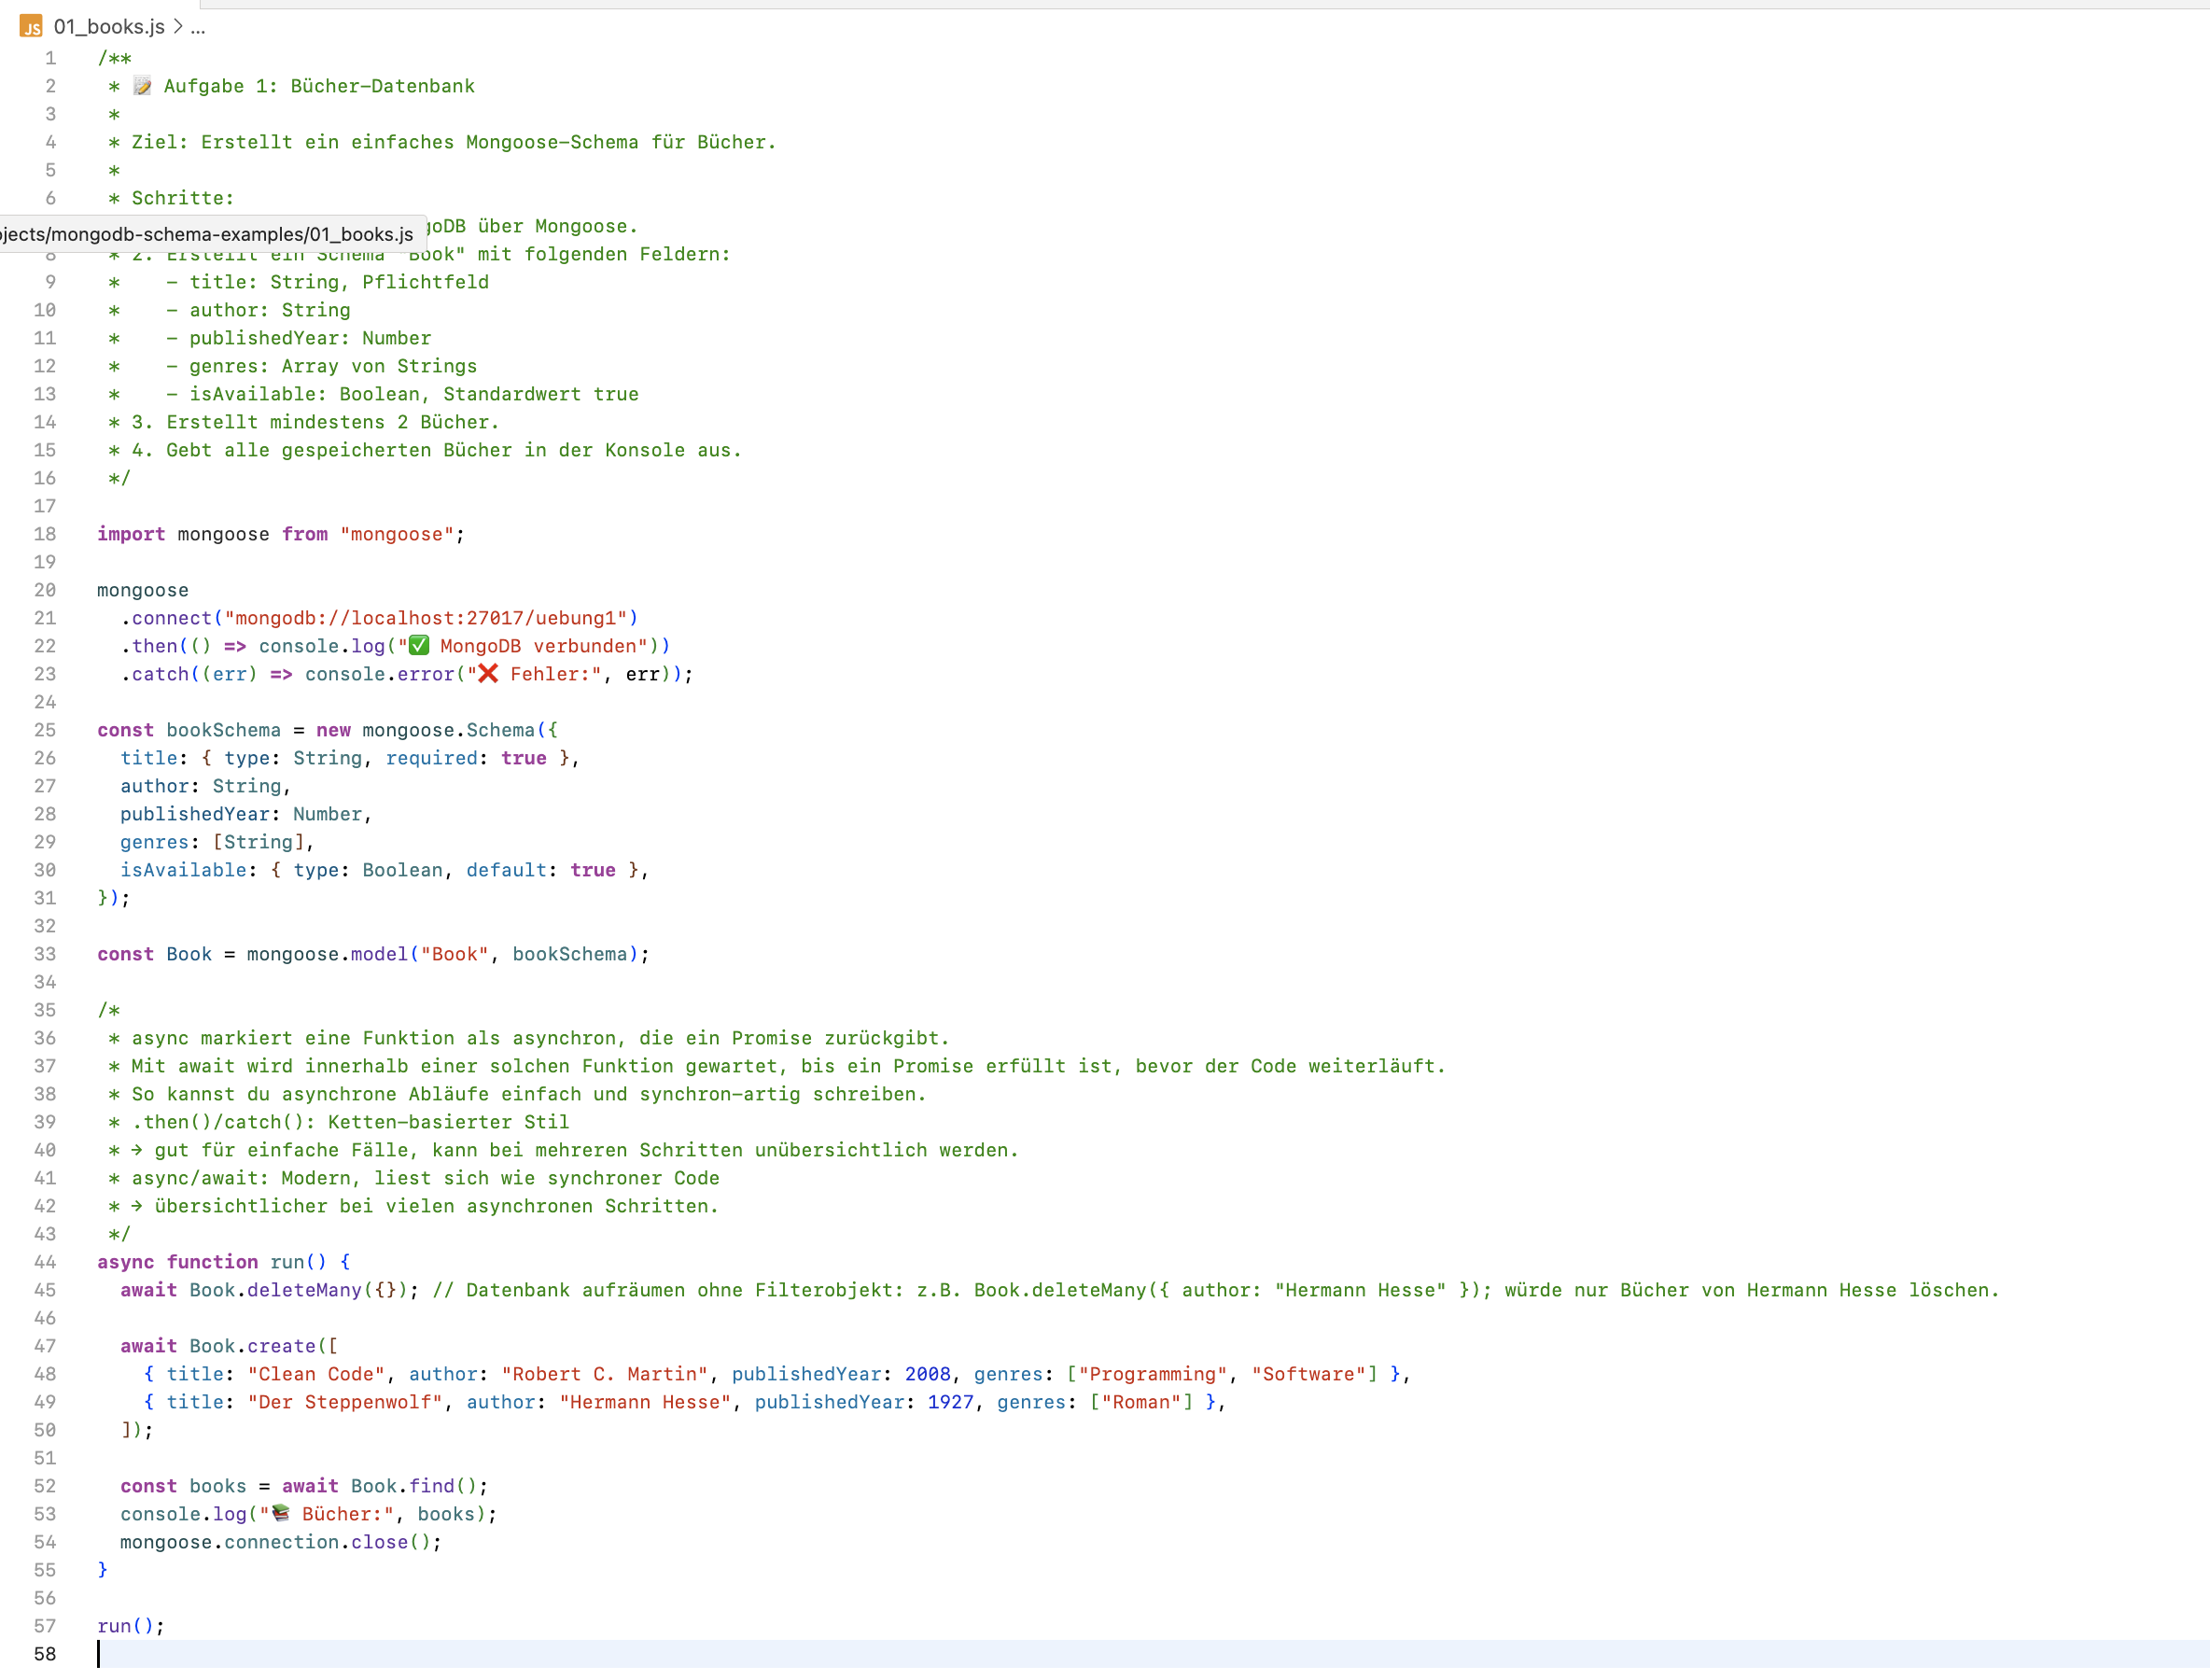 JS 01_books.js > ...
1 /**
2  * 📝 Aufgabe 1: Bücher-Datenbank
3  *
4  * Ziel: Erstellt ein einfaches Mongoose-Schema für Bücher.
5  *
6  * Schritte:
jects/mongodb-schema-examples/01_books.js goDB über Mongoose.
8  * 2. Erstellt ein Schema "Book" mit folgenden Feldern:
9  *    - title: String, Pflichtfeld
10  *    - author: String
11  *    - publishedYear: Number
12  *    - genres: Array von Strings
13  *    - isAvailable: Boolean, Standardwert true
14  * 3. Erstellt mindestens 2 Bücher.
15  * 4. Gebt alle gespeicherten Bücher in der Konsole aus.
16  */
17
18 import mongoose from "mongoose";
19
20 mongoose
21   .connect("mongodb://localhost:27017/uebung1")
22   .then(() => console.log("✅ MongoDB verbunden"))
23   .catch((err) => console.error("❌ Fehler:", err));
24
25 const bookSchema = new mongoose.Schema({
26   title: { type: String, required: true },
27   author: String,
28   publishedYear: Number,
29   genres: [String],
30   isAvailable: { type: Boolean, default: true },
31 });
32
33 const Book = mongoose.model("Book", bookSchema);
34
35 /*
36  * async markiert eine Funktion als asynchron, die ein Promise zurückgibt.
37  * Mit await wird innerhalb einer solchen Funktion gewartet, bis ein Promise erfüllt ist, bevor der Code weiterläuft.
38  * So kannst du asynchrone Abläufe einfach und synchron-artig schreiben.
39  * .then()/catch(): Ketten-basierter Stil
40  * → gut für einfache Fälle, kann bei mehreren Schritten unübersichtlich werden.
41  * async/await: Modern, liest sich wie synchroner Code
42  * → übersichtlicher bei vielen asynchronen Schritten.
43  */
44 async function run() {
45   await Book.deleteMany({}); // Datenbank aufräumen ohne Filterobjekt: z.B. Book.deleteMany({ author: "Hermann Hesse" }); würde nur Bücher von Hermann Hesse löschen.
46
47   await Book.create([
48     { title: "Clean Code", author: "Robert C. Martin", publishedYear: 2008, genres: ["Programming", "Software"] },
49     { title: "Der Steppenwolf", author: "Hermann Hesse", publishedYear: 1927, genres: ["Roman"] },
50   ]);
51
52   const books = await Book.find();
53   console.log("📚 Bücher:", books);
54   mongoose.connection.close();
55 }
56
57 run();
58